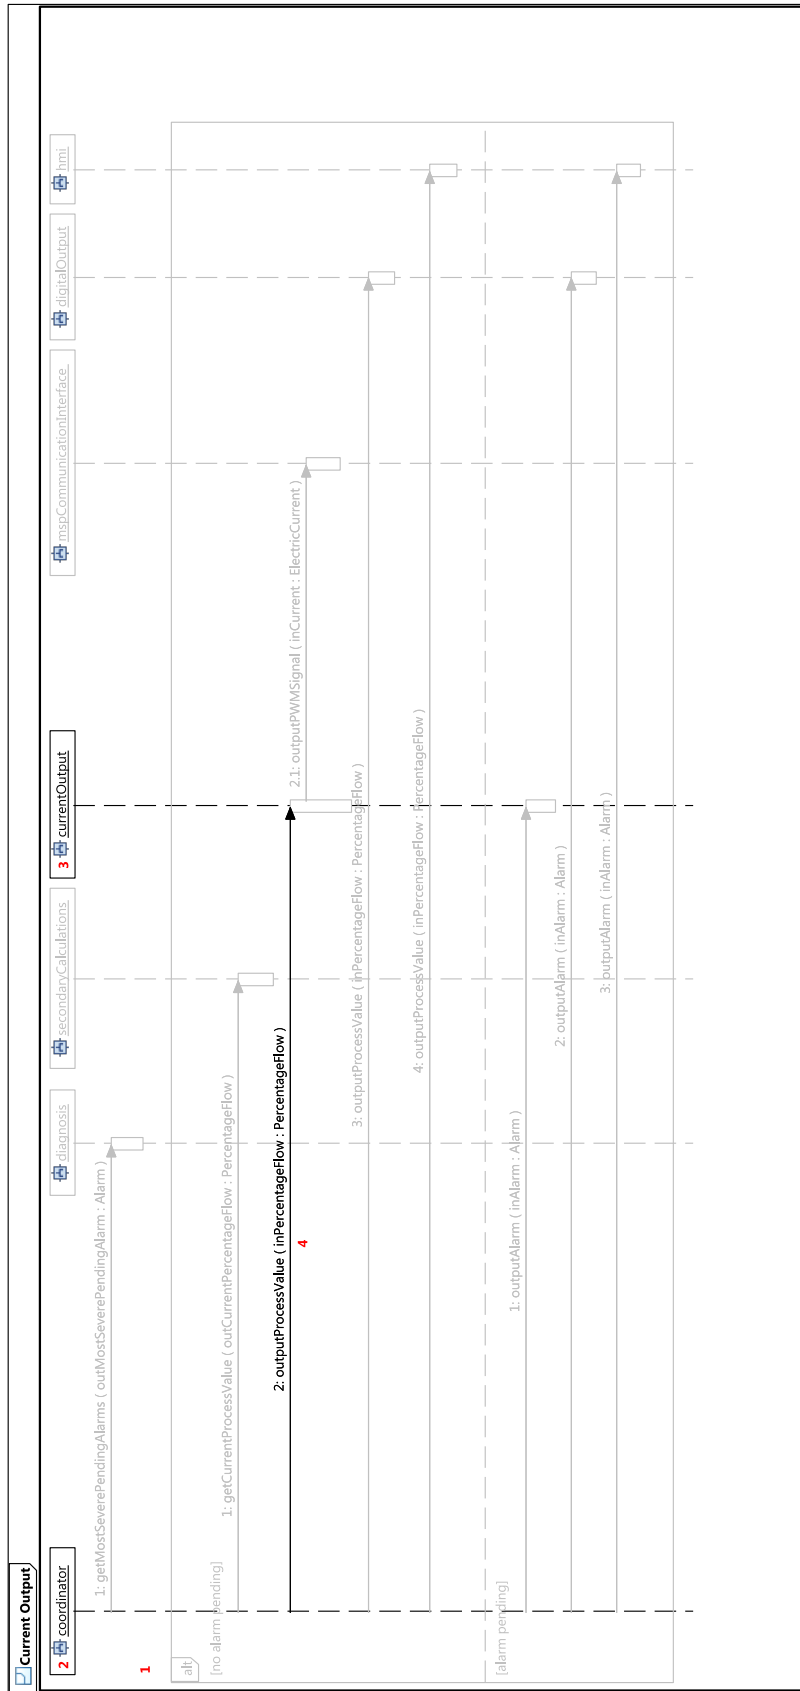 Current Output
2 coordinator
diagnosis
secondaryCalculations
3 currentOutput
mspCommunicationInterface
digitalOutput
hmi
1: getMostSeverePendingAlarms ( outMostSeverePendingAlarm : Alarm )
1
alt
[no alarm pending]
1: getCurrentProcessValue ( outCurrentPercentageFlow : PercentageFlow )
2: outputProcessValue ( inPercentageFlow : PercentageFlow )
4
2.1: outputPWMSignal ( inCurrent : ElectricCurrent )
3: outputProcessValue ( inPercentageFlow : PercentageFlow )
4: outputProcessValue ( inPercentageFlow : PercentageFlow )
[alarm pending]
1: outputAlarm ( inAlarm : Alarm )
2: outputAlarm ( inAlarm : Alarm )
3: outputAlarm ( inAlarm : Alarm )